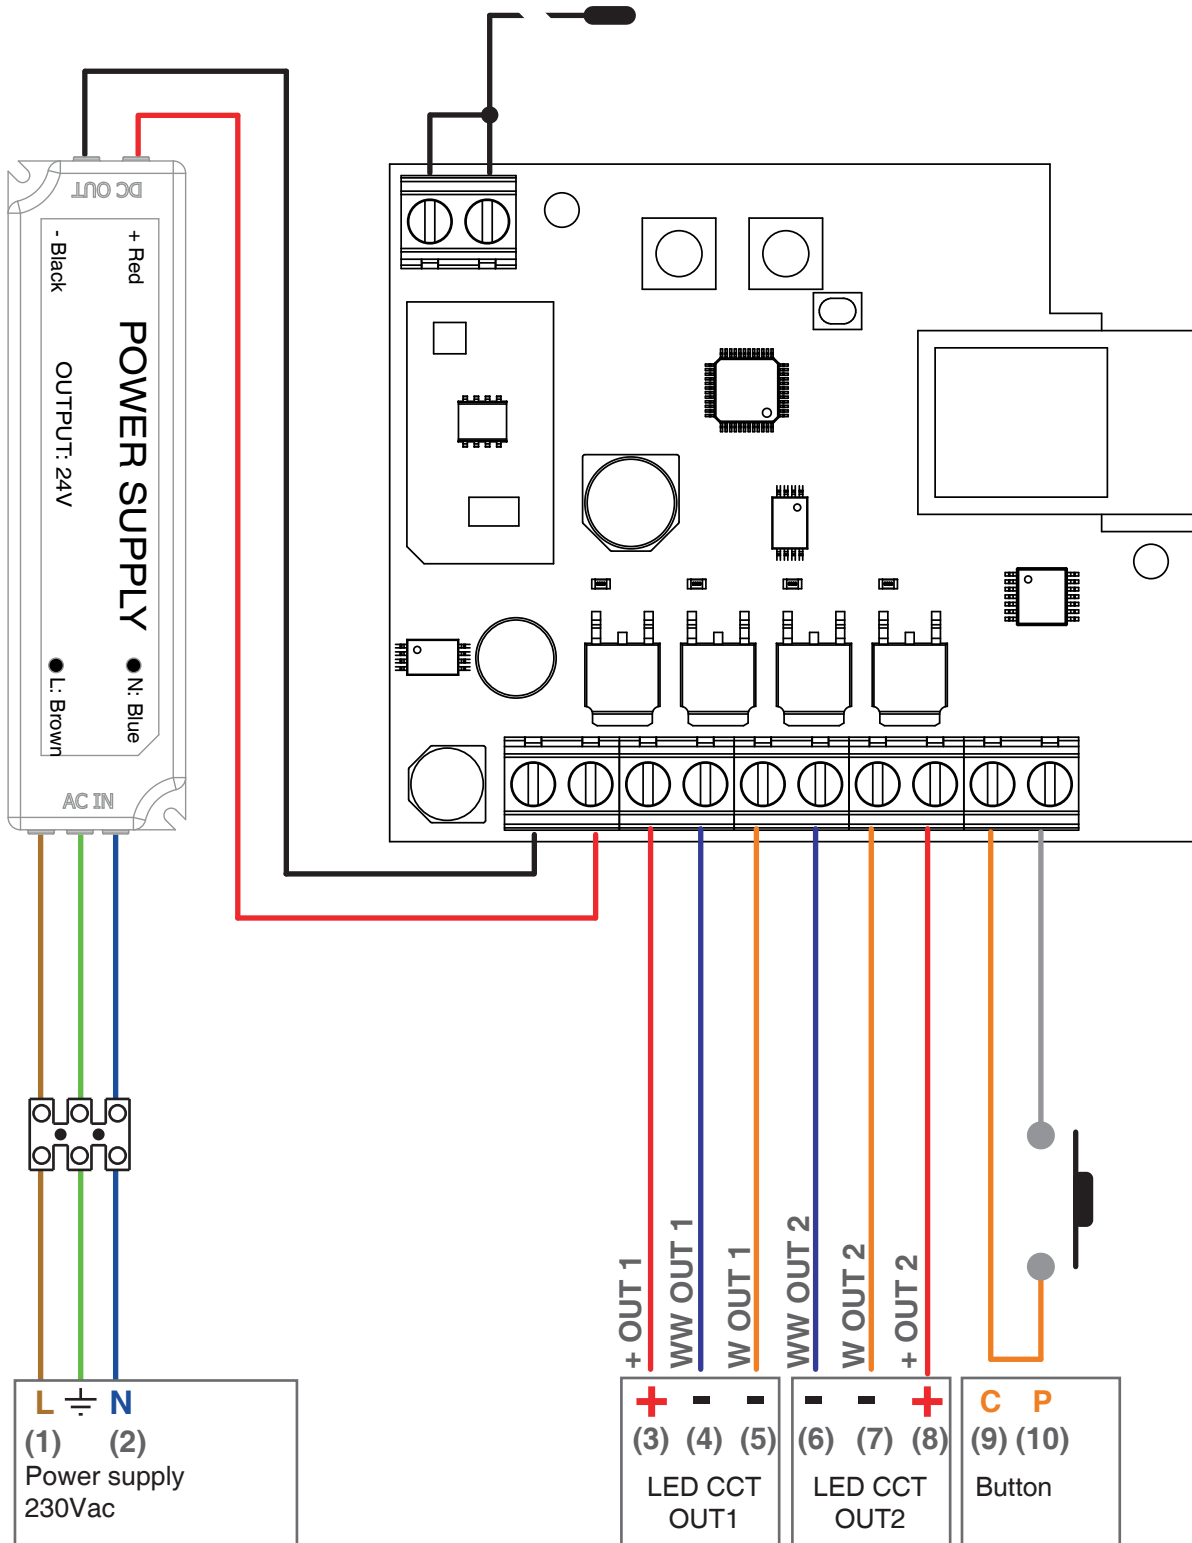 DC OUT
+ Red
- Black
POWER SUPPLY
OUTPUT: 24V
N: Blue
L: Brown
AC IN
+ OUT 1
WW OUT 1
W OUT 1
WW OUT 2
W OUT 2
+ OUT 2
L N
(1) (2)
Power supply
230Vac
+ - -
(3) (4) (5)
LED CCT
OUT1
- - +
(6) (7) (8)
LED CCT
OUT2
C P
(9) (10)
Button